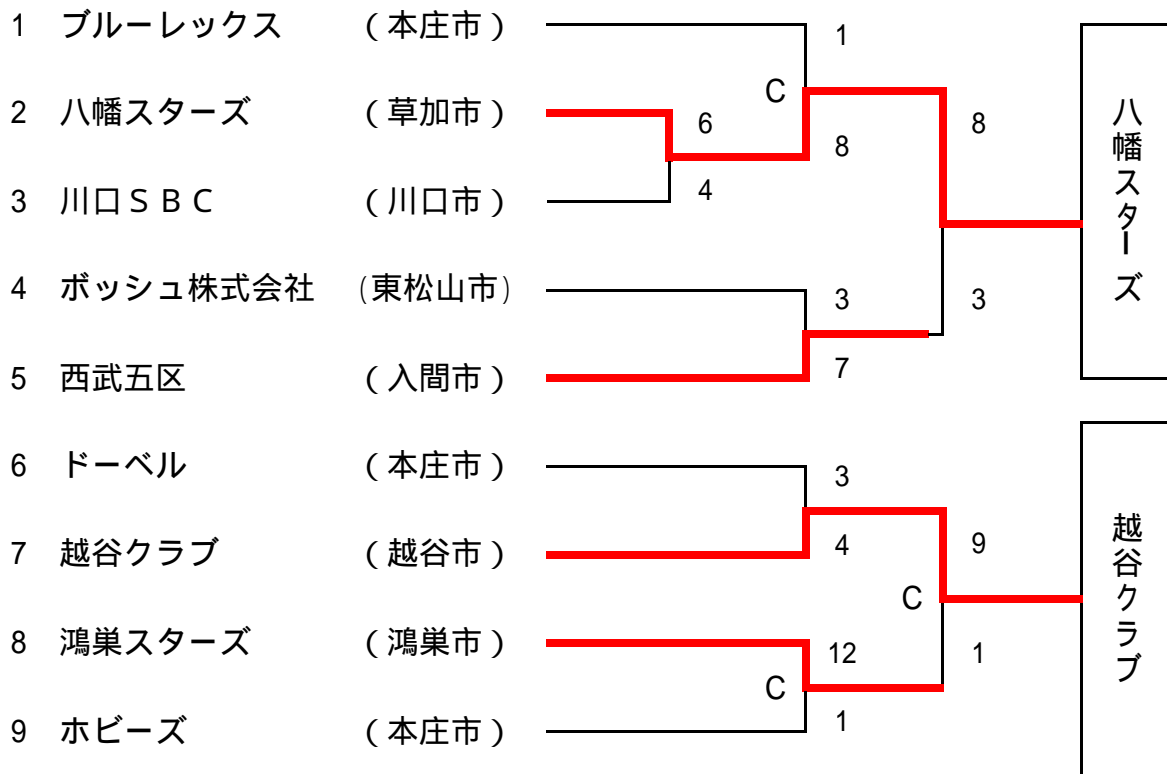 1 ブルーレックス （本庄市） 1
C
2 八幡スターズ （草加市） 6 8 8
3 川口ＳＢＣ （川口市） 4
八幡スターズ
4 ボッシュ株式会社 （東松山市） 3 3
5 西武五区 （入間市） 7
6 ドーベル （本庄市） 3
7 越谷クラブ （越谷市） 4 9
C
越谷クラブ
8 鴻巣スターズ （鴻巣市） 12 1
C
9 ホビーズ （本庄市） 1